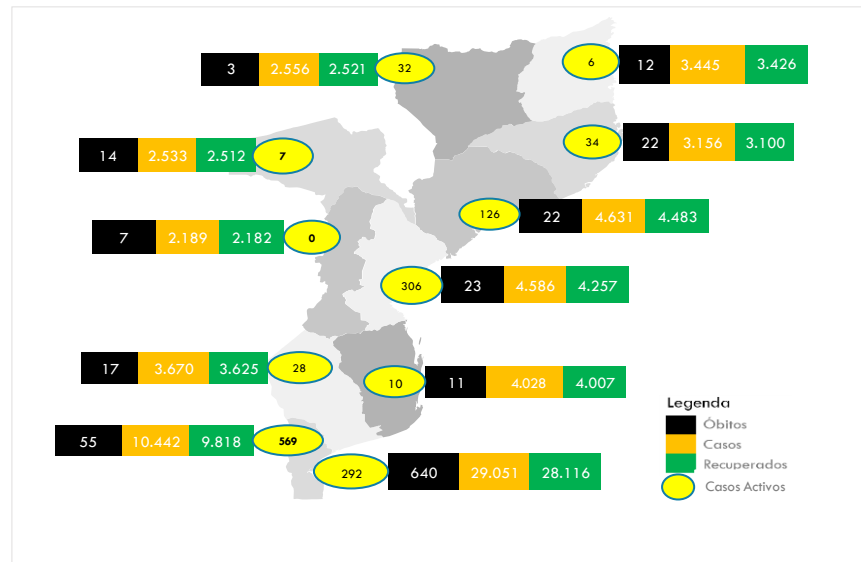 3 2.556 2.521 32
6 12 3.445 3.426
34 22 3.156 3.100
14 2.533 2.512 7
126 22 4.631 4.483
7 2.189 2.182 0
306 23 4.586 4.257
17 3.670 3.625 28
10 11 4.028 4.007
55 10.442 9.818 569
292 640 29.051 28.116
Legenda
Óbitos
Casos
Recuperados
Casos Activos